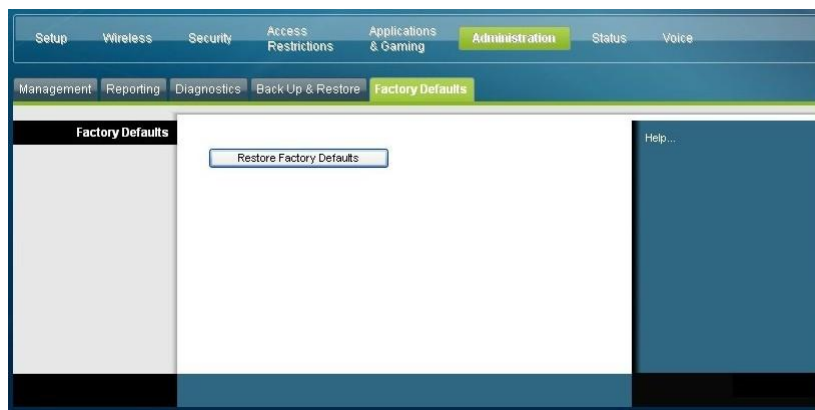 Setup Wireless Security Access Restrictions Applications & Gaming Administration Status Voice
Management Reporting Diagnostics Back Up & Restore Factory Defaults
Factory Defaults
Restore Factory Defaults
Help...